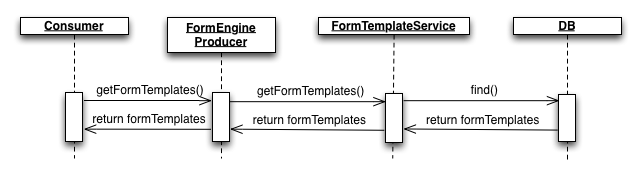 Consumer
FormEngine
Producer
FormTemplateService
DB
getFormTemplates()
getFormTemplates()
find()
return formTemplates
return formTemplates
return formTemplates